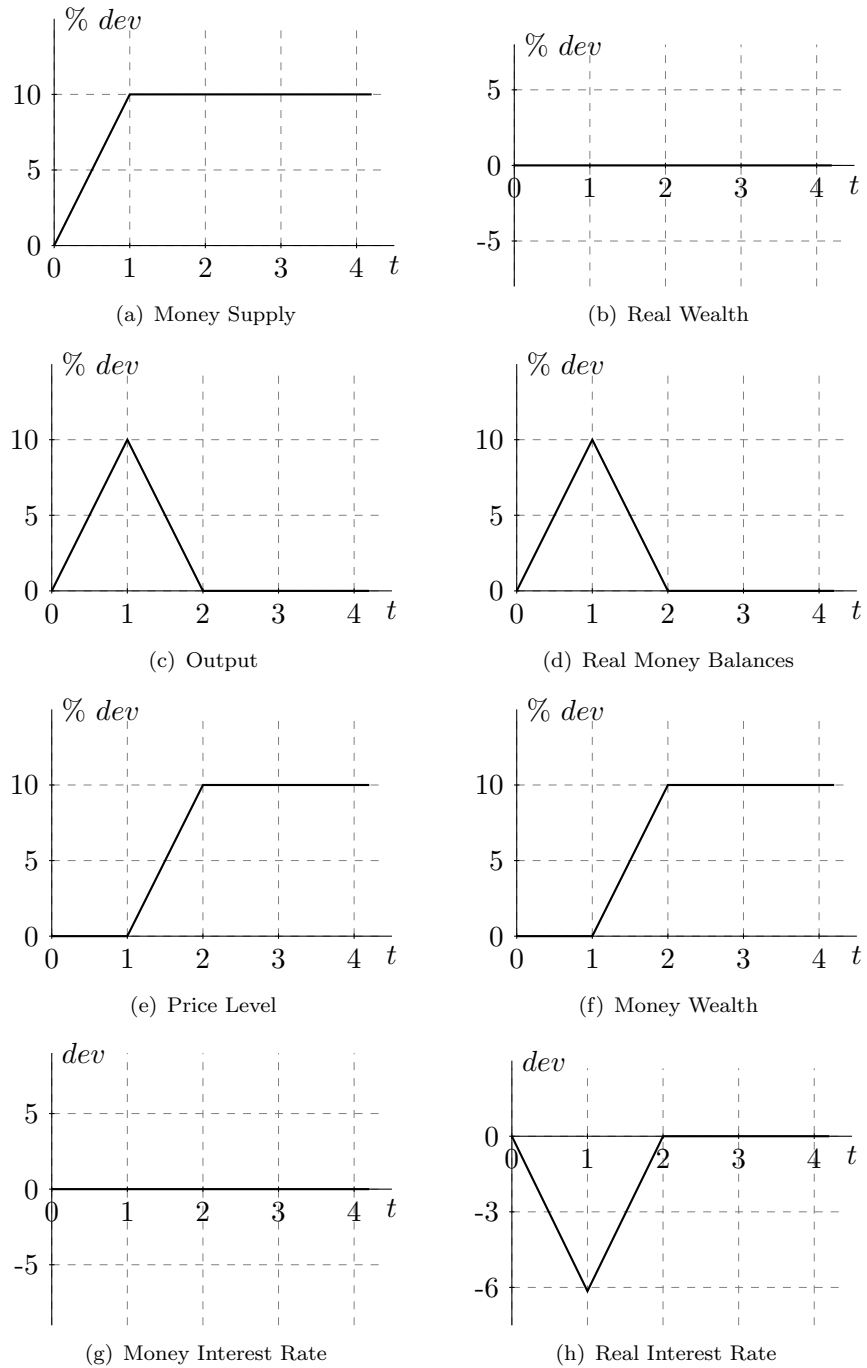 % dev
10
5
0
0 1 2 3 4 t
(a) Money Supply
% dev
5
0
0 1 2 3 4 t
-5
(b) Real Wealth
% dev
10
5
0
0 1 2 3 4 t
(c) Output
% dev
10
5
0
0 1 2 3 4 t
(d) Real Money Balances
% dev
10
5
0
0 1 2 3 4 t
(e) Price Level
% dev
10
5
0
0 1 2 3 4 t
(f) Money Wealth
dev
5
0
0 1 2 3 4 t
-5
(g) Money Interest Rate
dev
0
0 1 2 3 4 t
-3
-6
(h) Real Interest Rate